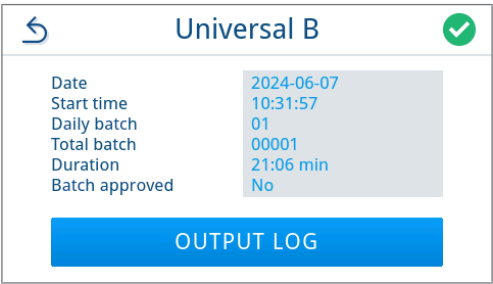 Universal B
Date 2024-06-07
Start time 10:31:57
Daily batch 01
Total batch 00001
Duration 21:06 min
Batch approved No
OUTPUT LOG